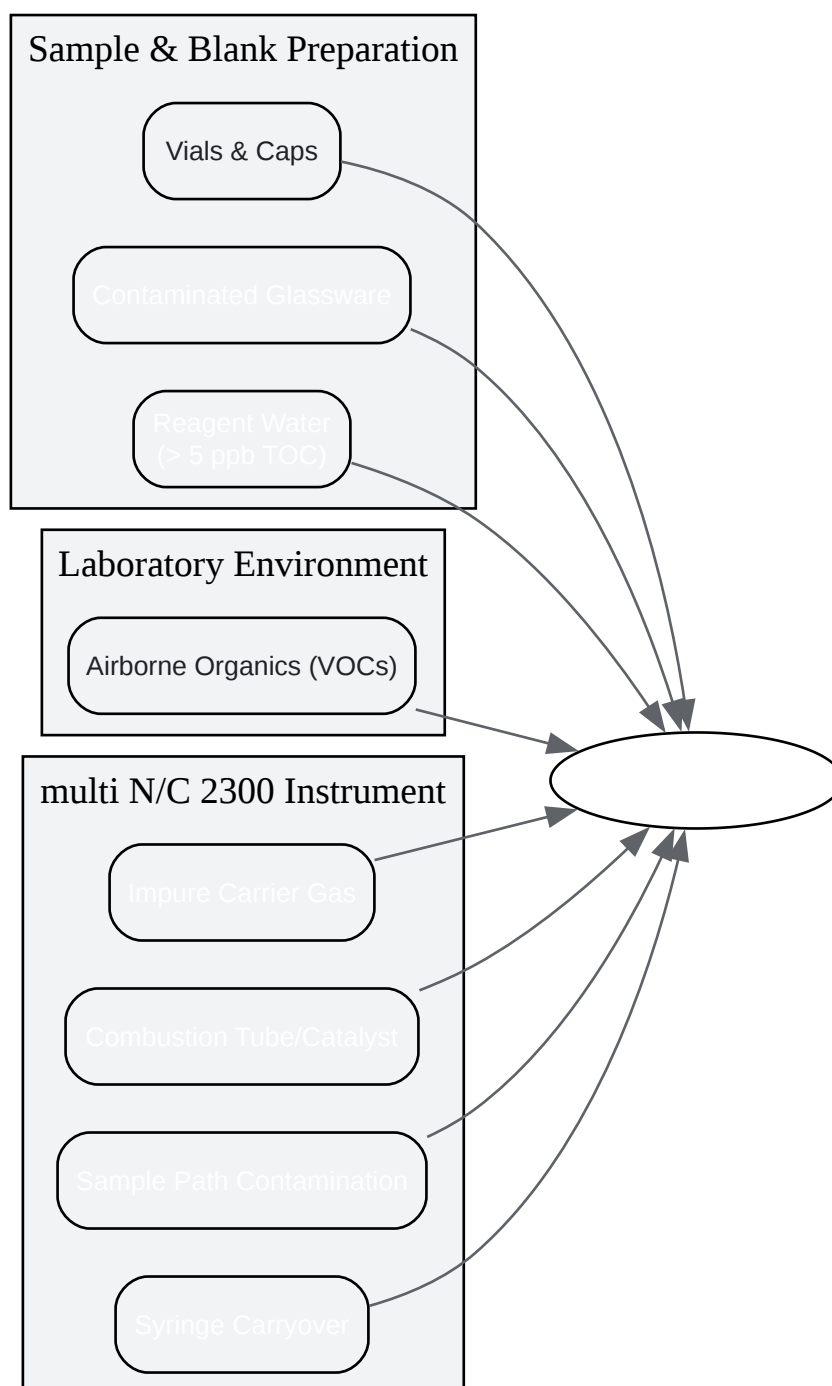 Sample & Blank Preparation
Vials & Caps
Contaminated Glassware
Reagent Water
(> 5 ppb TOC)
Laboratory Environment
Airborne Organics (VOCs)
multi N/C 2300 Instrument
Impure Carrier Gas
Combustion Tube/Catalyst
Sample Path Contamination
Syringe Carryover